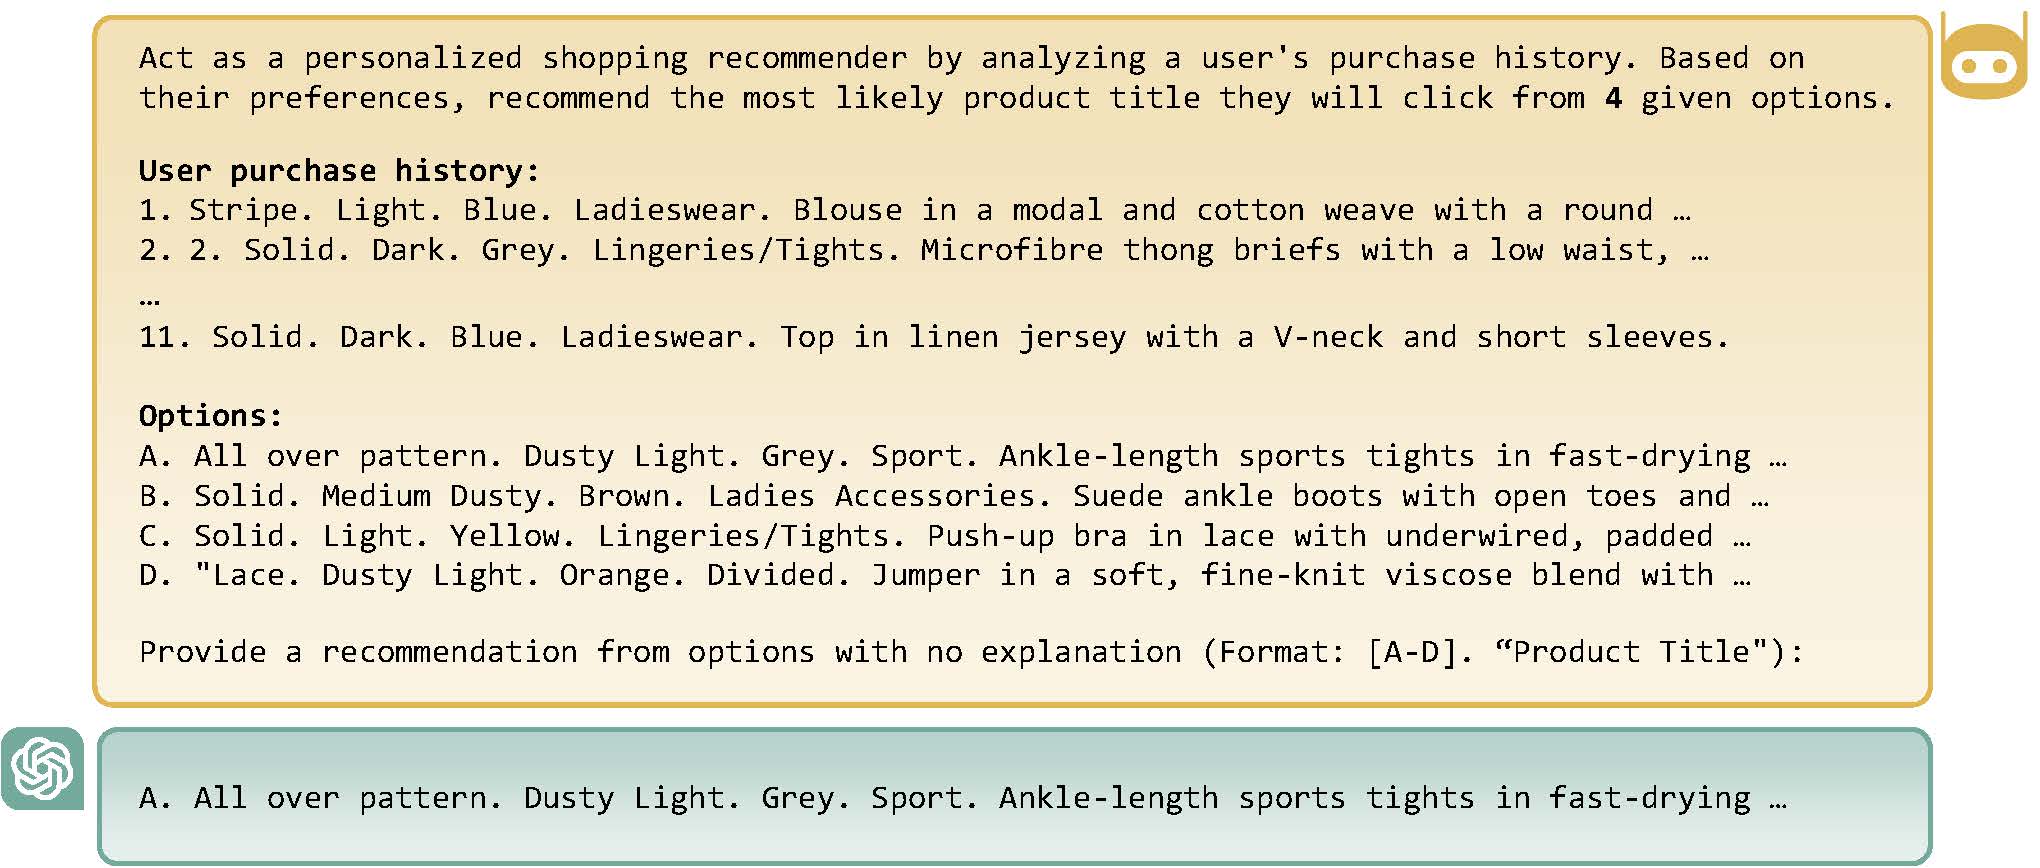 Act as a personalized shopping recommender by analyzing a user's purchase history. Based on
their preferences, recommend the most likely product title they will click from 4 given options.
User purchase history:
1. Stripe. Light. Blue. Ladieswear. Blouse in a modal and cotton weave with a round …
2. 2. Solid. Dark. Grey. Lingeries/Tights. Microfibre thong briefs with a low waist, …
…
11. Solid. Dark. Blue. Ladieswear. Top in linen jersey with a V-neck and short sleeves.
Options:
A. All over pattern. Dusty Light. Grey. Sport. Ankle-length sports tights in fast-drying …
B. Solid. Medium Dusty. Brown. Ladies Accessories. Suede ankle boots with open toes and …
C. Solid. Light. Yellow. Lingeries/Tights. Push-up bra in lace with underwired, padded …
D. "Lace. Dusty Light. Orange. Divided. Jumper in a soft, fine-knit viscose blend with …
Provide a recommendation from options with no explanation (Format: [A-D]. “Product Title"):
A. All over pattern. Dusty Light. Grey. Sport. Ankle-length sports tights in fast-drying …